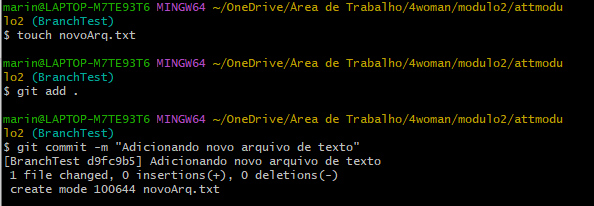 marin@LAPTOP-M7TE93T6 MINGW64 ~/OneDrive/Area de Trabalho/4woman/modulo2/attmodu
lo2 (BranchTest)
$ touch novoArq.txt
marin@LAPTOP-M7TE93T6 MINGW64 ~/OneDrive/Area de Trabalho/4woman/modulo2/attmodu
lo2 (BranchTest)
$ git add .
marin@LAPTOP-M7TE93T6 MINGW64 ~/OneDrive/Area de Trabalho/4woman/modulo2/attmodu
lo2 (BranchTest)
$ git commit -m "Adicionando novo arquivo de texto"
[BranchTest d9fc9b5] Adicionando novo arquivo de texto
 1 file changed, 0 insertions(+), 0 deletions(-)
 create mode 100644 novoArq.txt